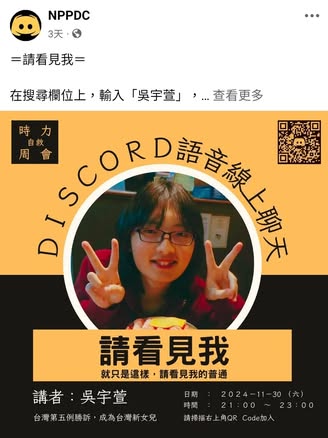 NPPDC
3天 ·
＝請看見我＝
在搜尋欄位上，輸入「吳宇萱」，... 查看更多
時力
自救
周會
DISCORD語音線上聊天
請看見我
就只是這樣，請看見我的普通
講者：吳宇萱
台灣第五例勝訴，成為台灣新女兒
日期 ： 2024-11-30 (六)
時間 ： 21：00 ～ 23：00
請掃描右上角QR Code加入